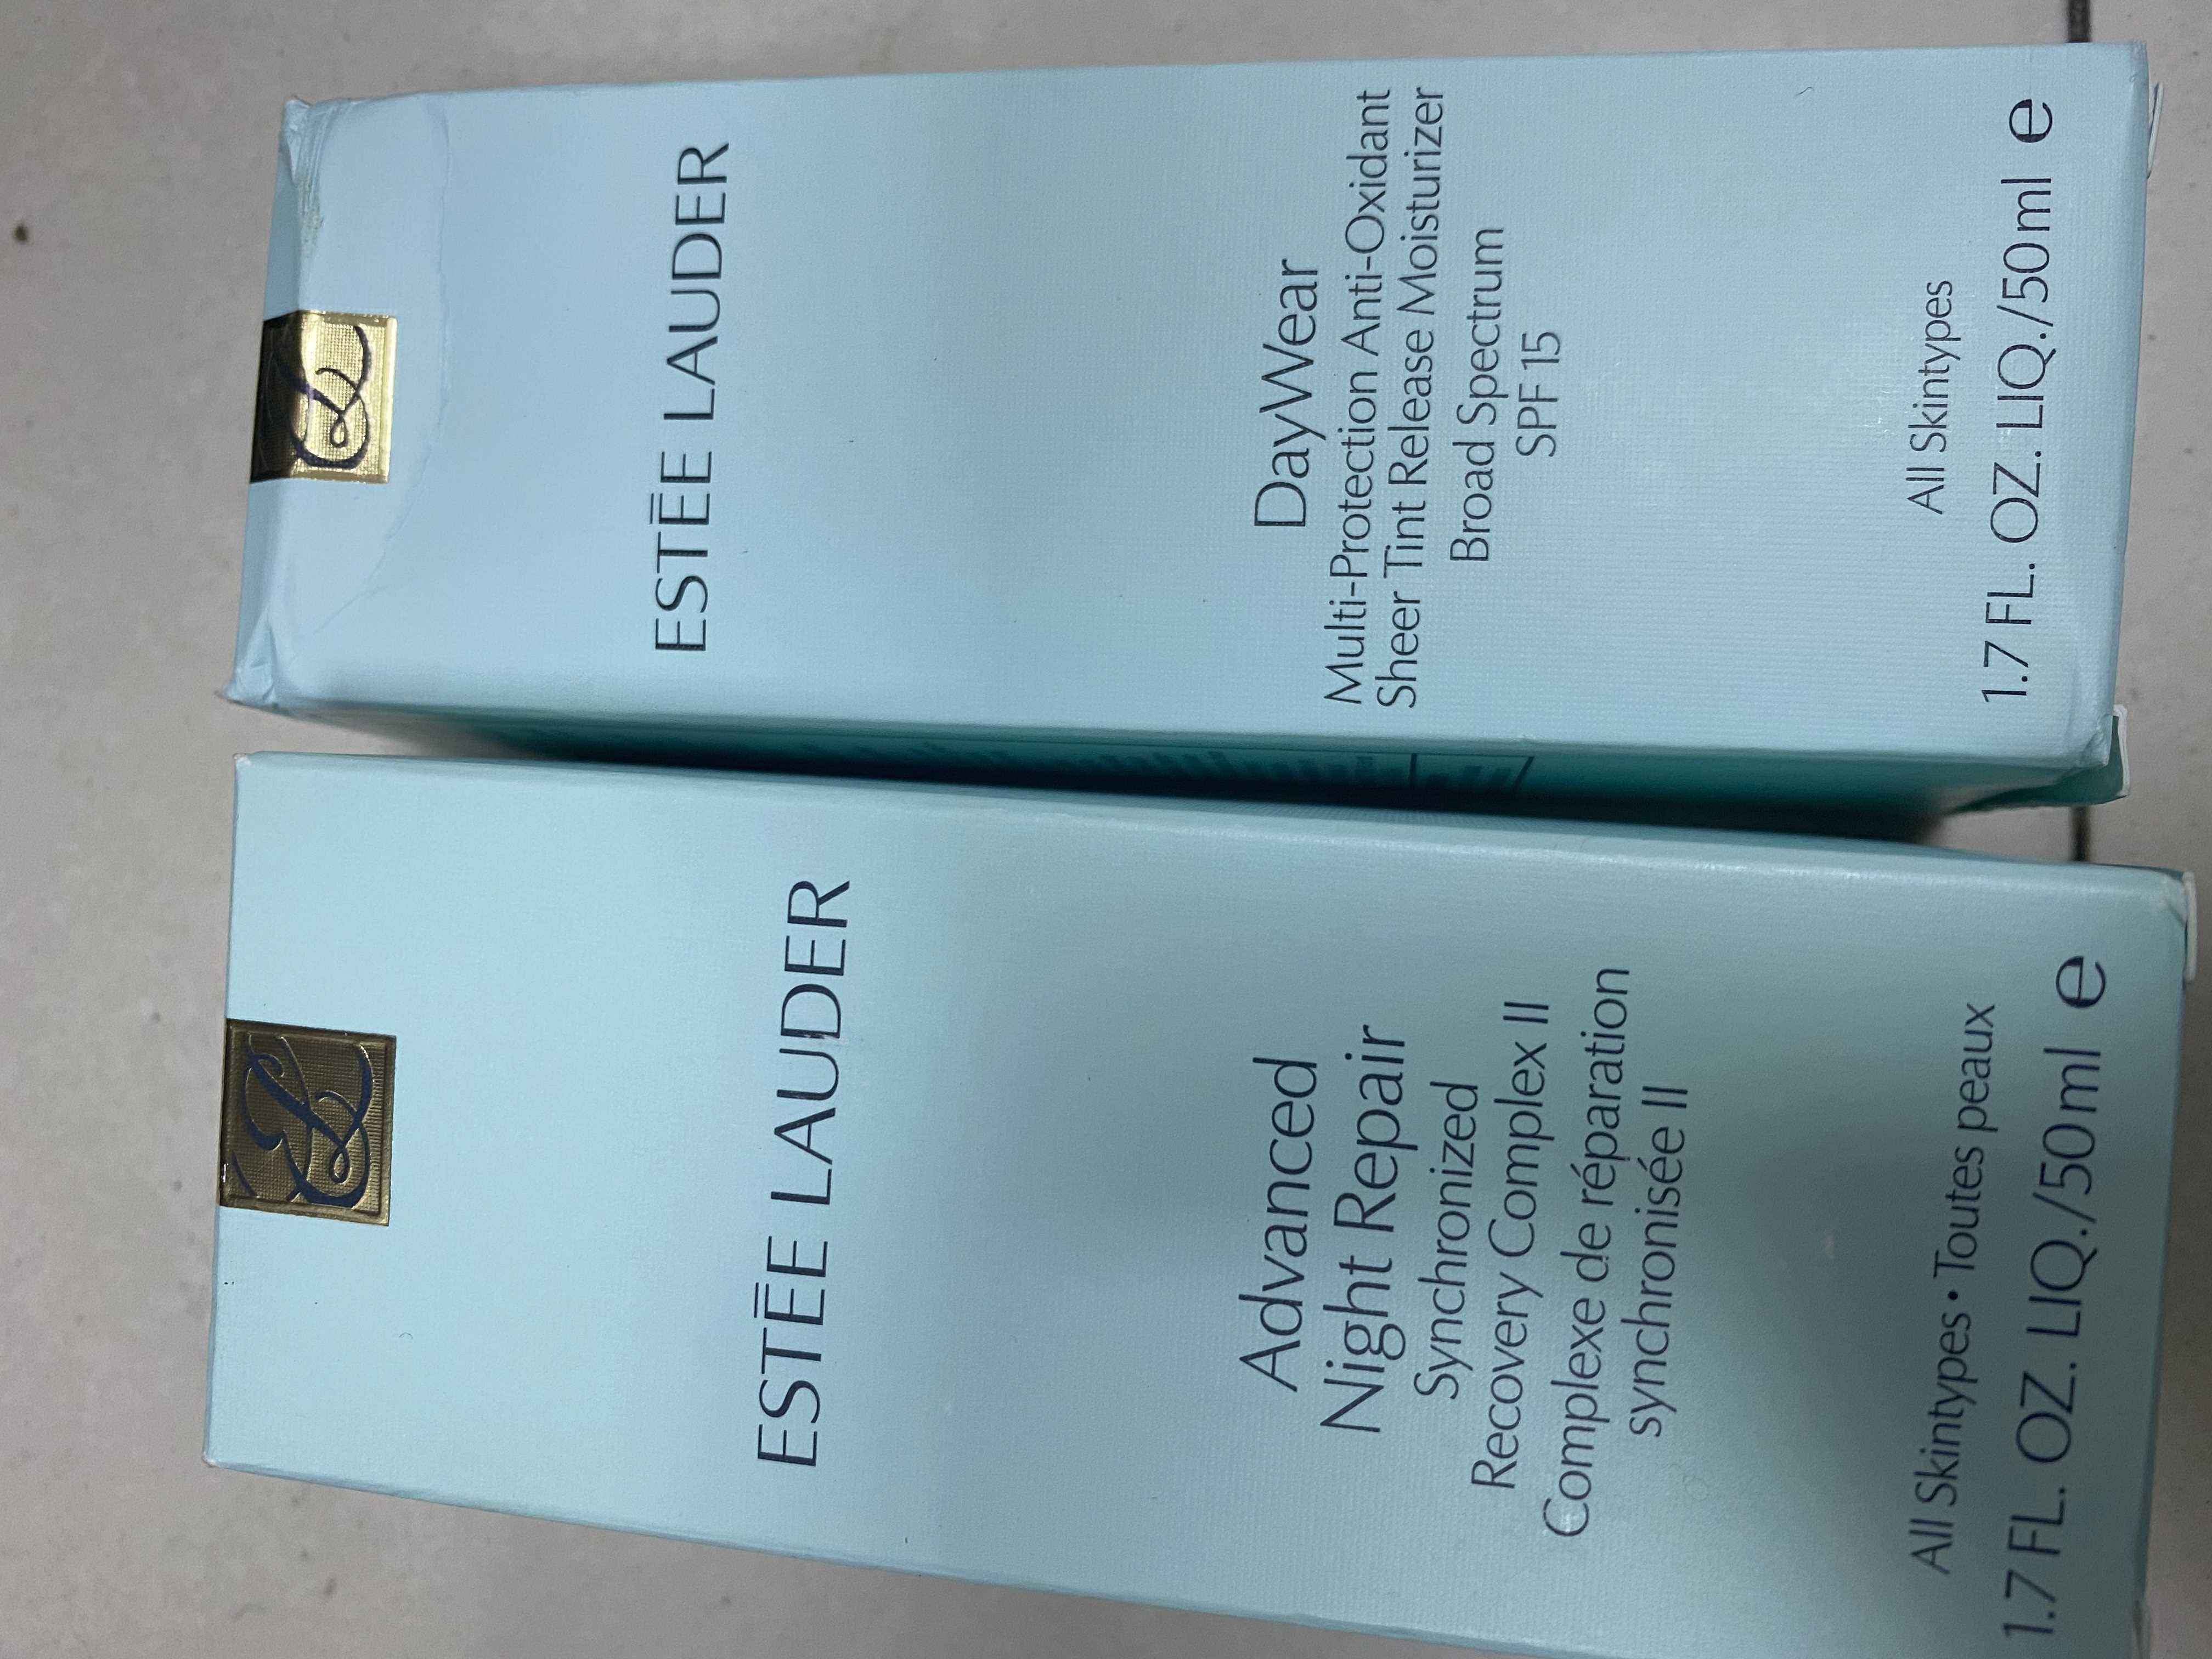 ESTĒE LAUDER
DayWear
Multi-Protection Anti-Oxidant
Sheer Tint Release Moisturizer
Broad Spectrum
SPF 15
All Skintypes
1.7 FL. OZ. LIQ./50ml e
ESTĒE LAUDER
Advanced
Night Repair
Synchronized
Recovery Complex II
Complexe de réparation
synchronisée II
All Skintypes • Toutes peaux
1.7 FL. OZ. LIQ./50ml e